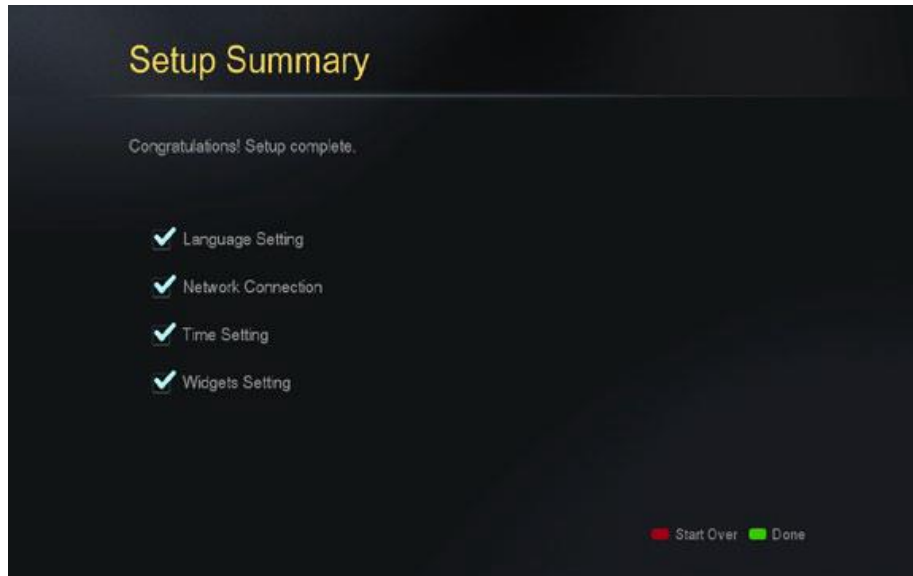 Setup Summary
Congratulations! Setup complete.
Language Setting
Network Connection
Time Setting
Widgets Setting
Start Over Done